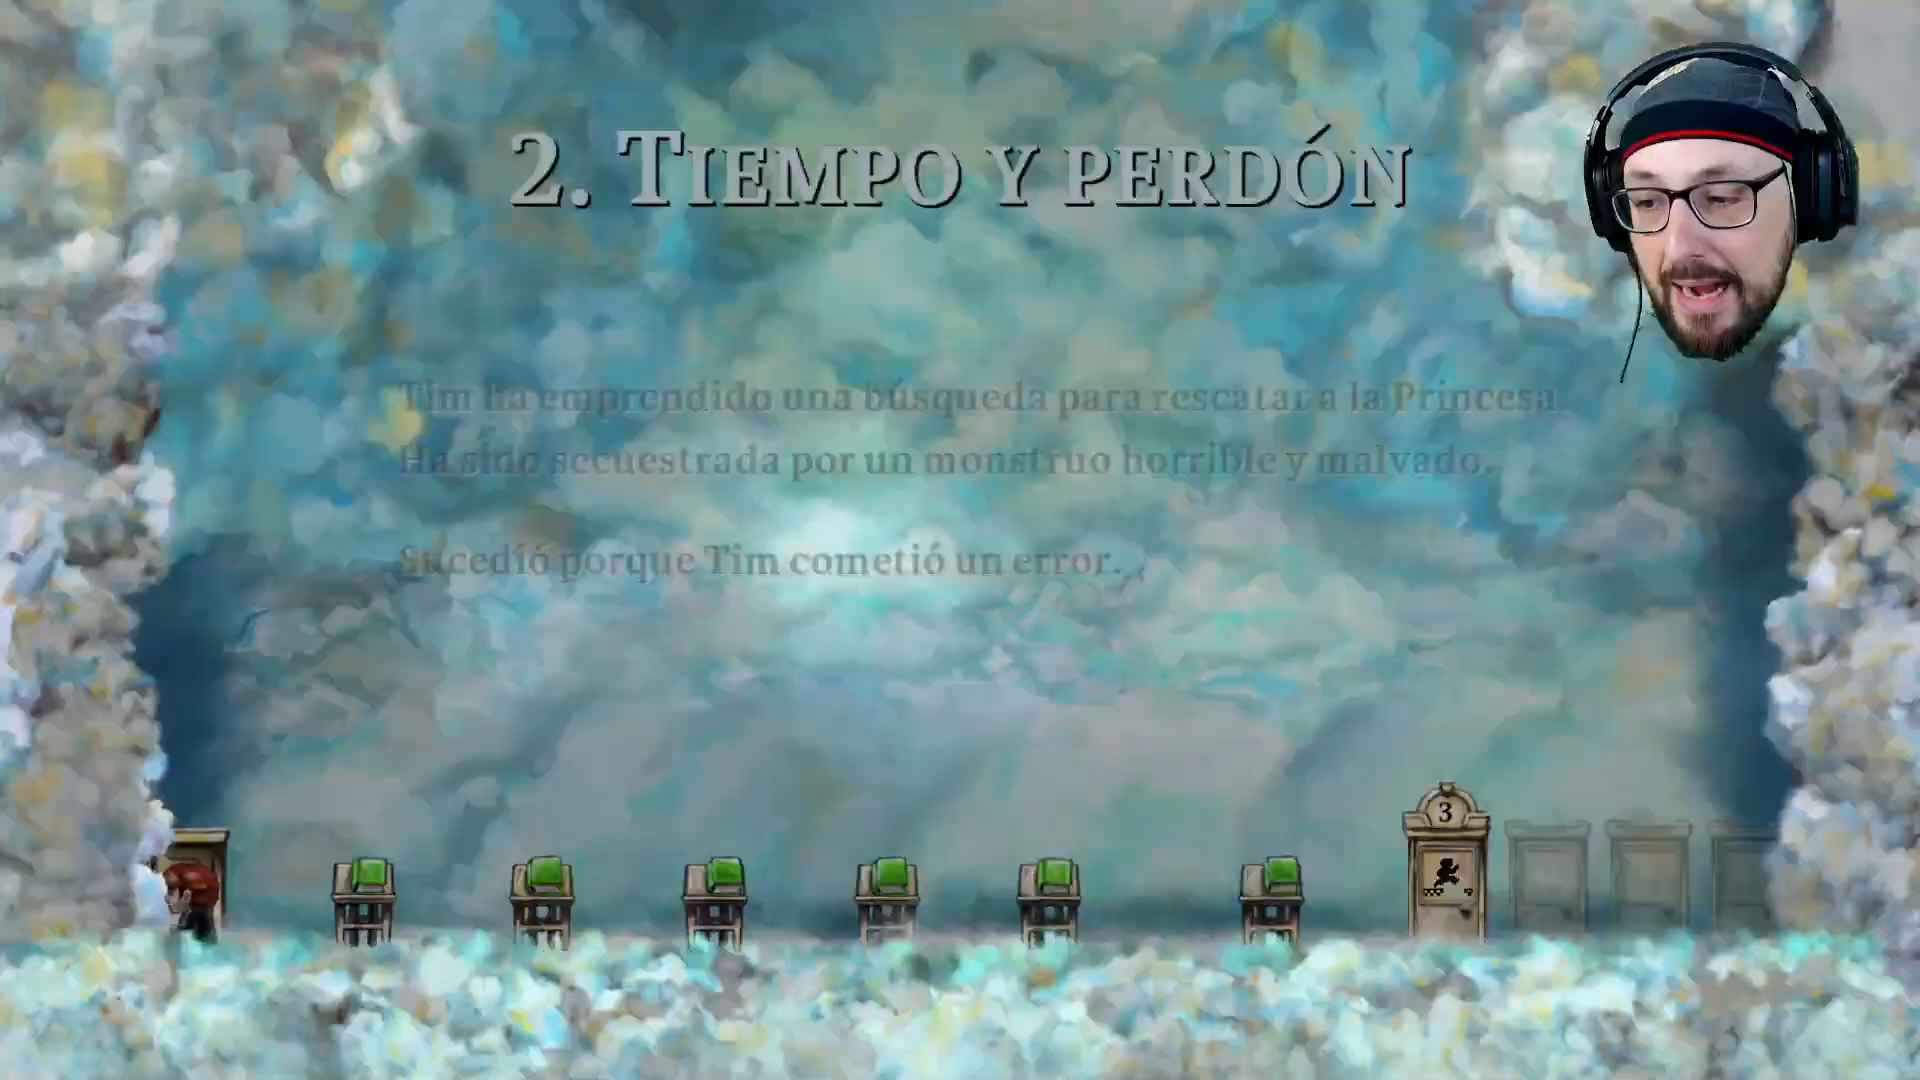 2. TIEMPO Y PERDÓN
Tim ha emprendido una búsqueda para rescatar a la Princesa.
Ha sido secuestrada por un monstruo horrible y malvado.
Sucedió porque Tim cometió un error.
3